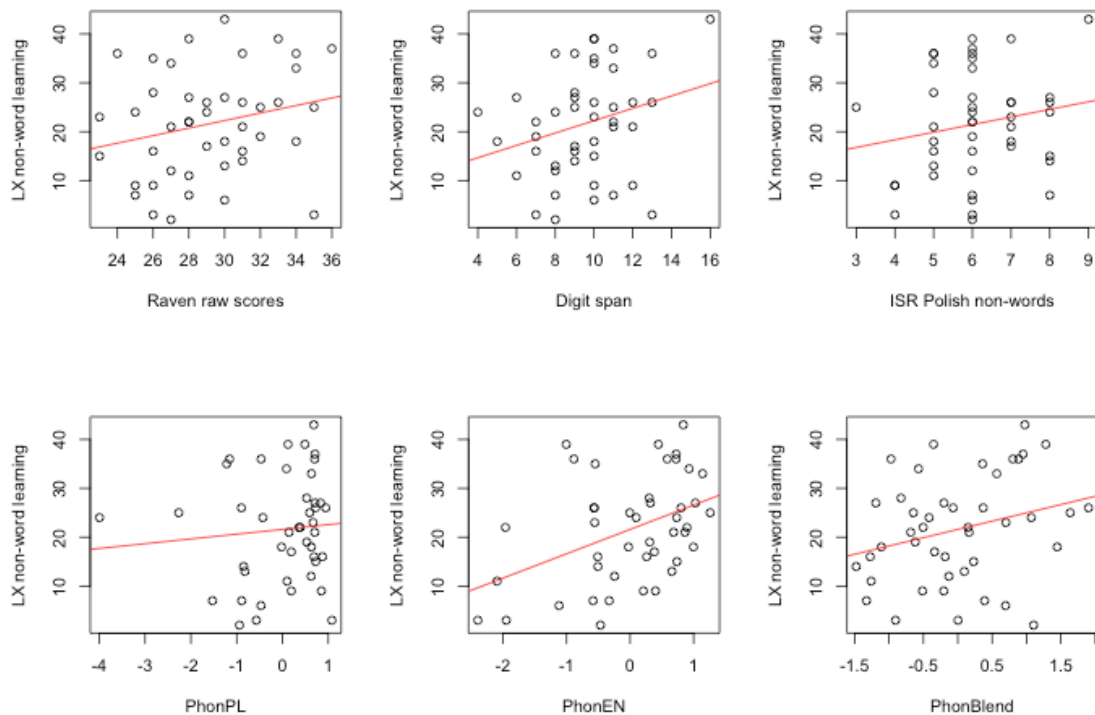 LX non-word learning
40
30
20
10
24 26 28 30 32 34 36
Raven raw scores
LX non-word learning
40
30
20
10
4 6 8 10 12 14 16
Digit span
LX non-word learning
40
30
20
10
3 4 5 6 7 8 9
ISR Polish non-words
LX non-word learning
40
30
20
10
-4 -3 -2 -1 0 1
PhonPL
LX non-word learning
40
30
20
10
-2 -1 0 1
PhonEN
LX non-word learning
40
30
20
10
-1.5 -0.5 0.5 1.5
PhonBlend